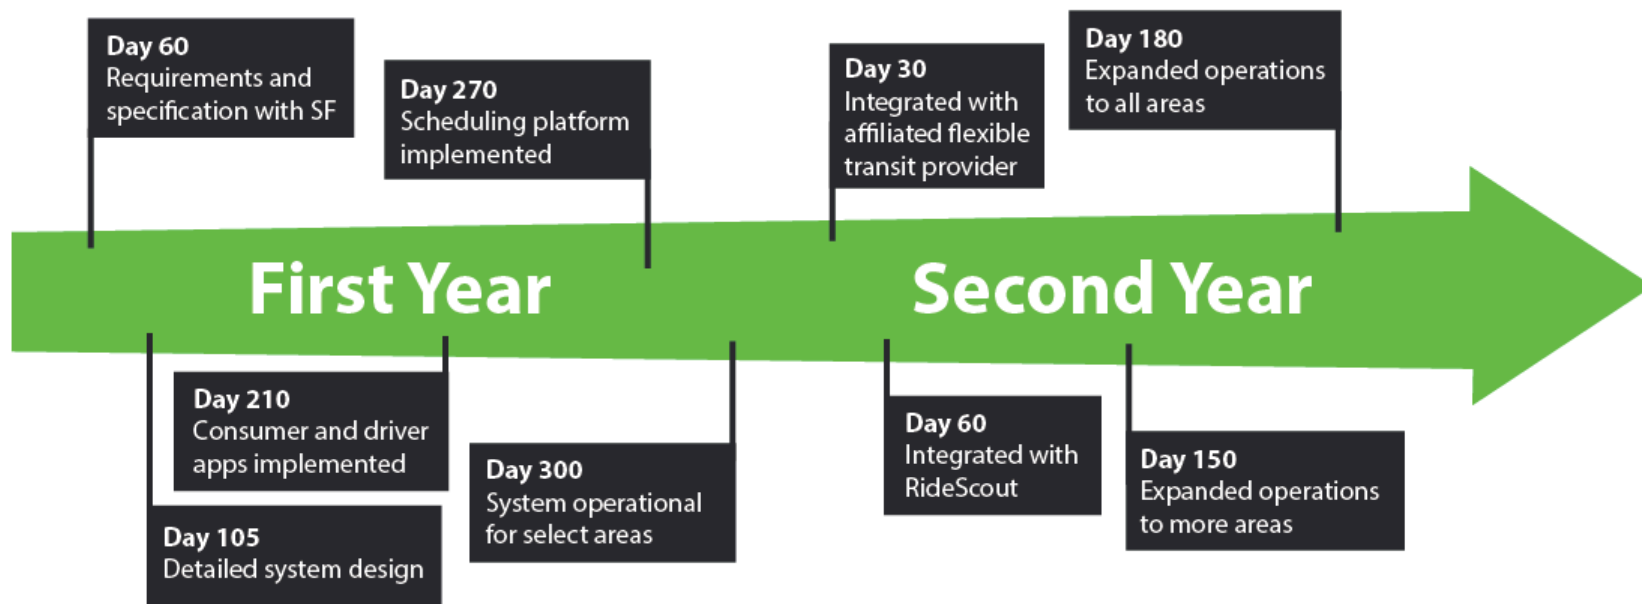 Day 60
Requirements and
specification with SF
Day 270
Scheduling platform
implemented
Day 30
Integrated with
affiliated flexible
transit provider
Day 180
Expanded operations
to all areas
First Year
Second Year
Day 210
Consumer and driver
apps implemented
Day 105
Detailed system design
Day 300
System operational
for select areas
Day 60
Integrated with
RideScout
Day 150
Expanded operations
to more areas